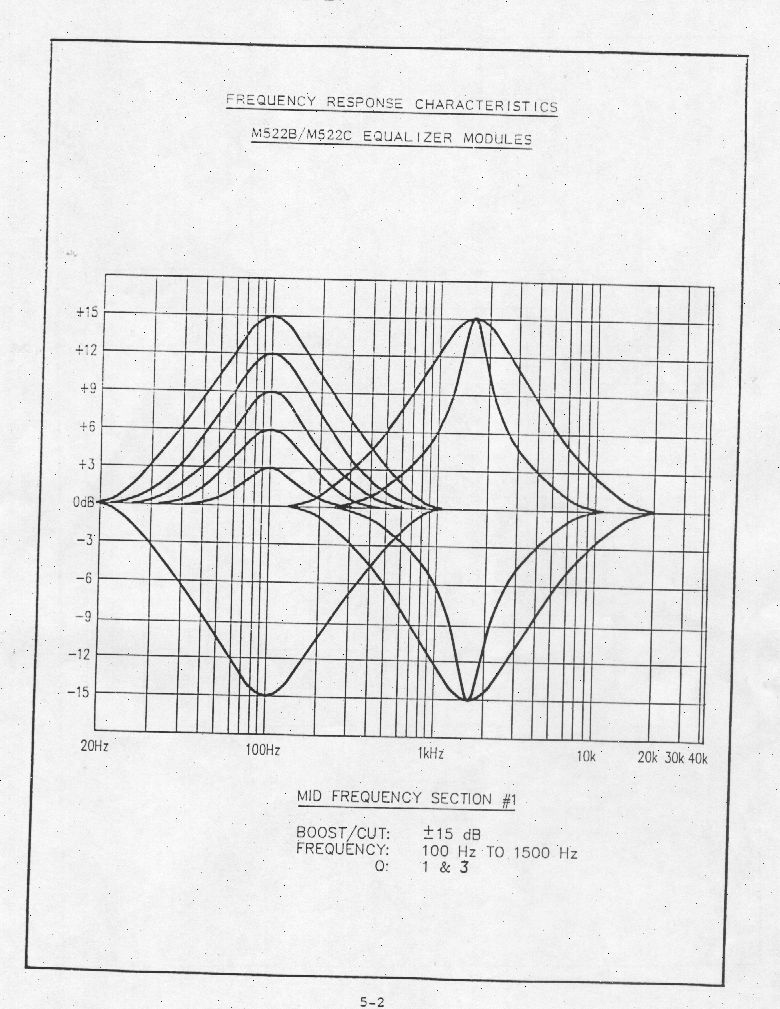 FREQUENCY RESPONSE CHARACTERISTICS
M522B/M522C EQUALIZER MODULES
+15
+12
+9
+6
+3
0dB
-3
-6
-9
-12
-15
20Hz 100Hz 1kHz 10k 20k 30k 40k
MID FREQUENCY SECTION #1
BOOST/CUT: ±15 dB
FREQUENCY: 100 Hz TO 1500 Hz
Q: 1 & 3
5-2